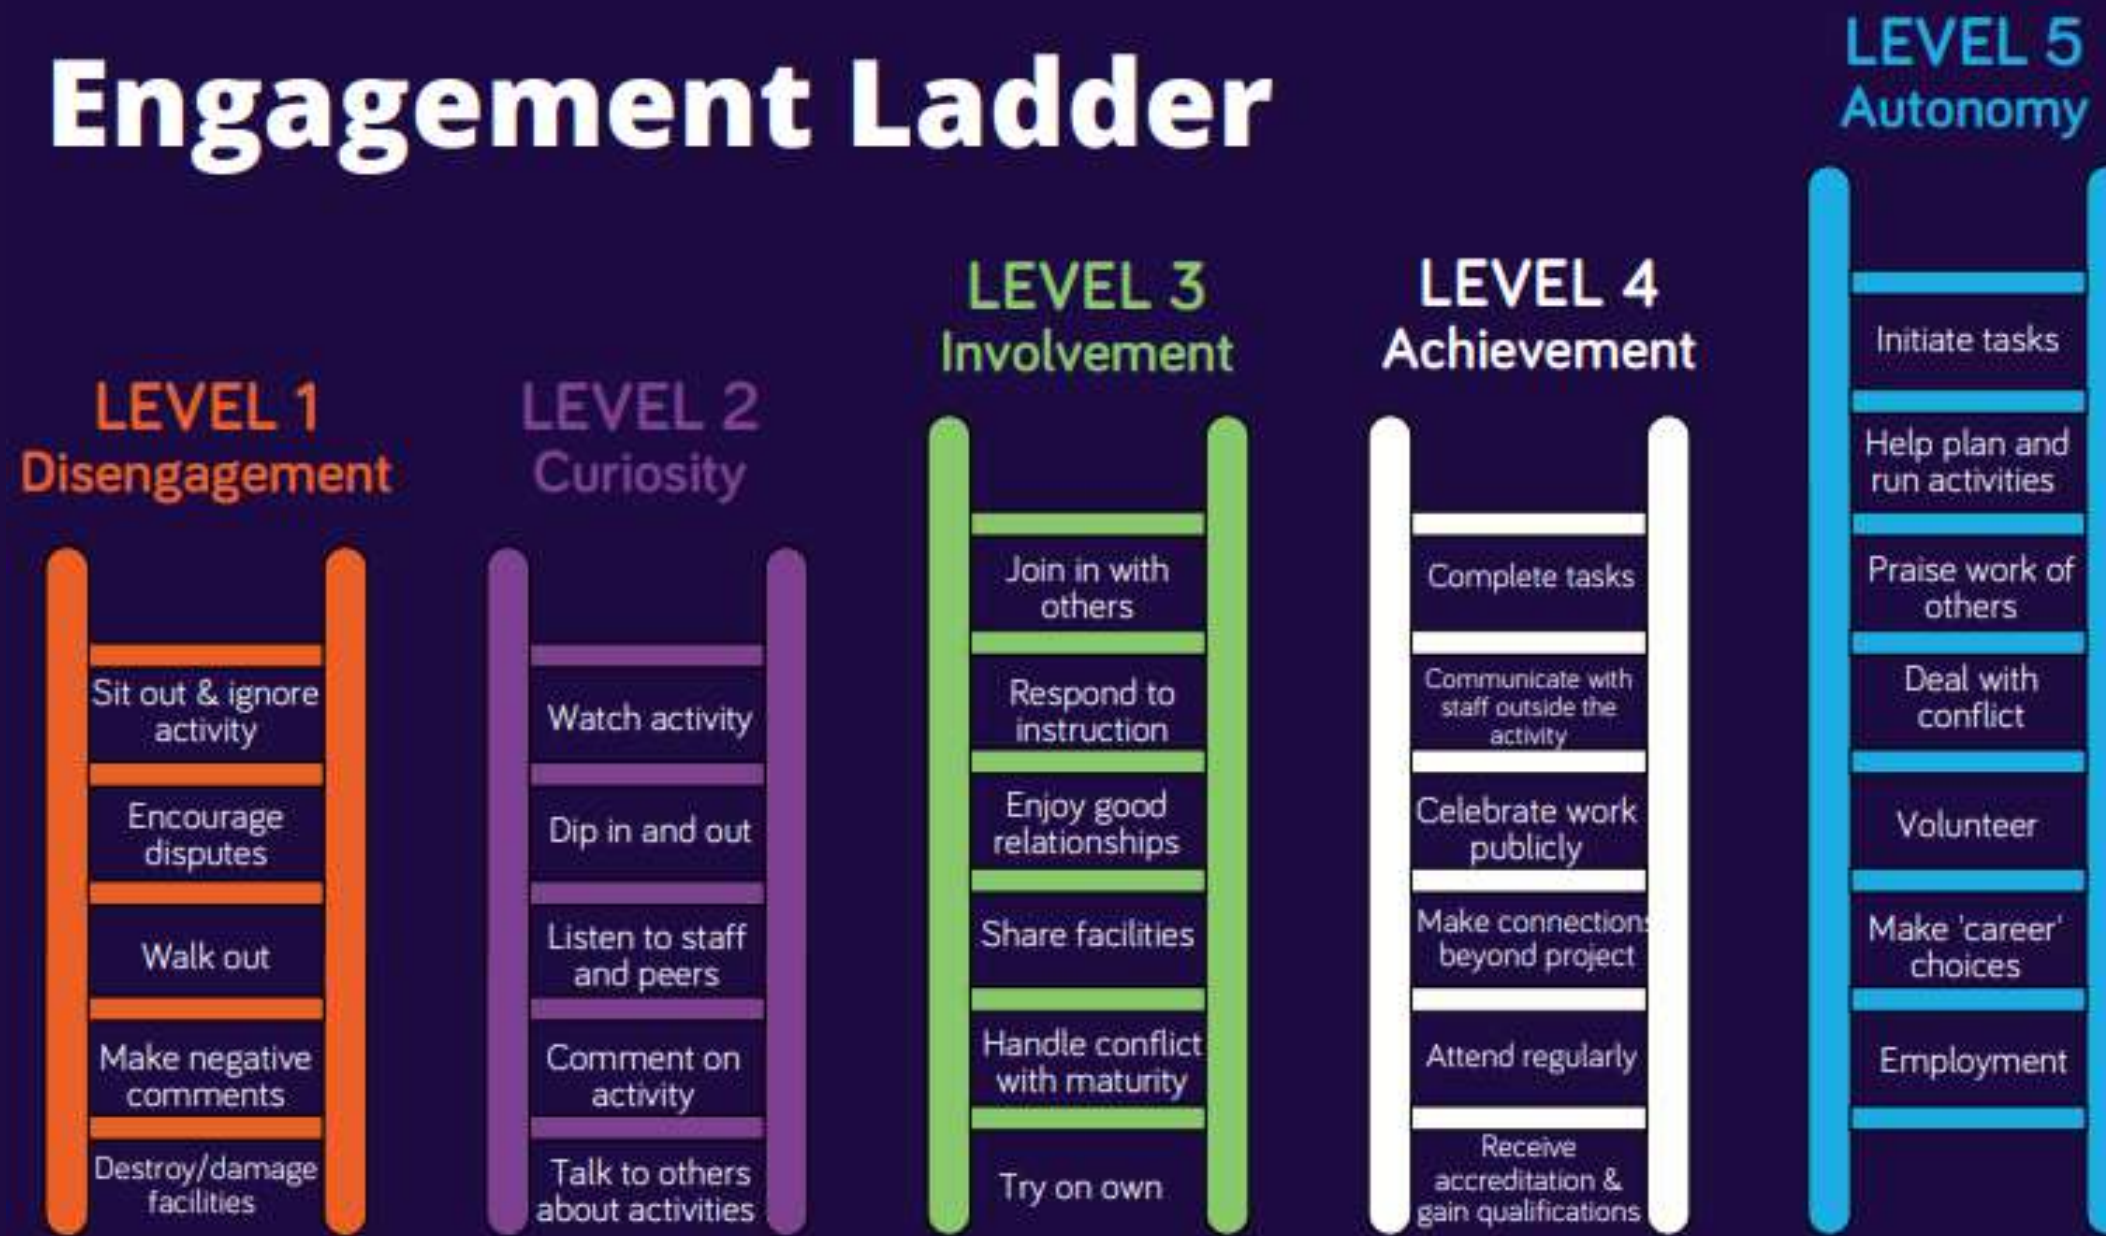 Engagement Ladder
LEVEL 1
Disengagement
Sit out & ignore
activity
Encourage
disputes
Walk out
Make negative
comments
Destroy/damage
facilities
LEVEL 2
Curiosity
Watch activity
Dip in and out
Listen to staff
and peers
Comment on
activity
Talk to others
about activities
LEVEL 3
Involvement
Join in with
others
Respond to
instruction
Enjoy good
relationships
Share facilities
Handle conflict
with maturity
Try on own
LEVEL 4
Achievement
Complete tasks
Communicate with
staff outside the
activity
Celebrate work
publicly
Make connections
beyond project
Attend regularly
Receive
accreditation &
gain qualifications
LEVEL 5
Autonomy
Initiate tasks
Help plan and
run activities
Praise work of
others
Deal with
conflict
Volunteer
Make 'career'
choices
Employment